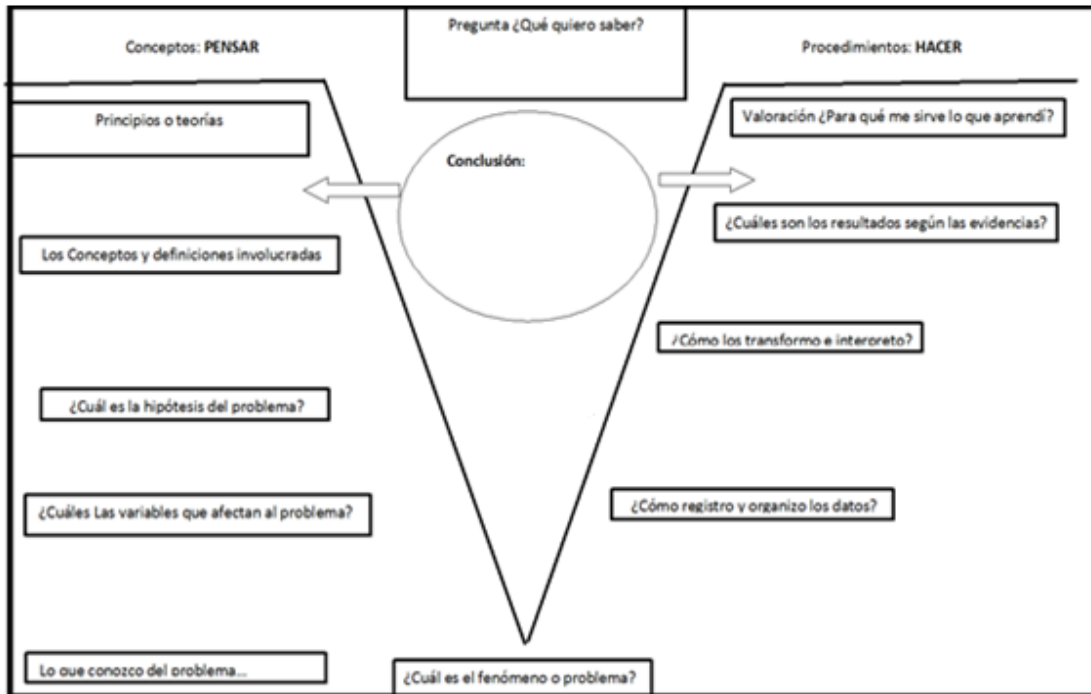 Pregunta ¿Qué quiero saber?
Conceptos: PENSAR
Procedimientos: HACER
Principios o teorías
Valoración ¿Para qué me sirve lo que aprendí?
Conclusión:
¿Cuáles son los resultados según las evidencias?
Los Conceptos y definiciones involucradas
¿Cómo los transformo e interpreto?
¿Cuál es la hipótesis del problema?
¿Cuáles Las variables que afectan al problema?
¿Cómo registro y organizo los datos?
Lo que conozco del problema...
¿Cuál es el fenómeno o problema?